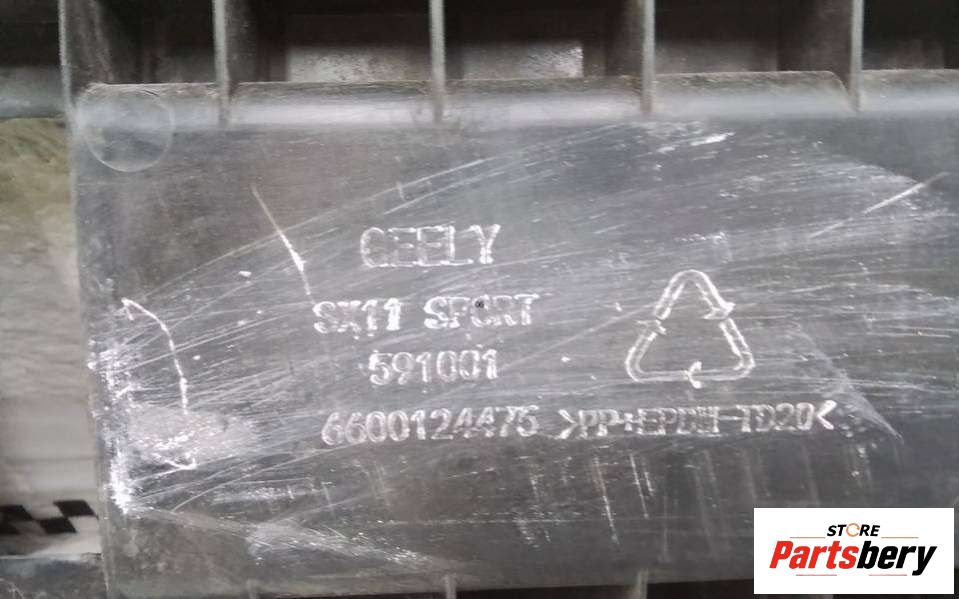 GEELY
SX11 SPORT
591001
6600124475 >PP+EPDM-TD20<
STORE
Partsbery